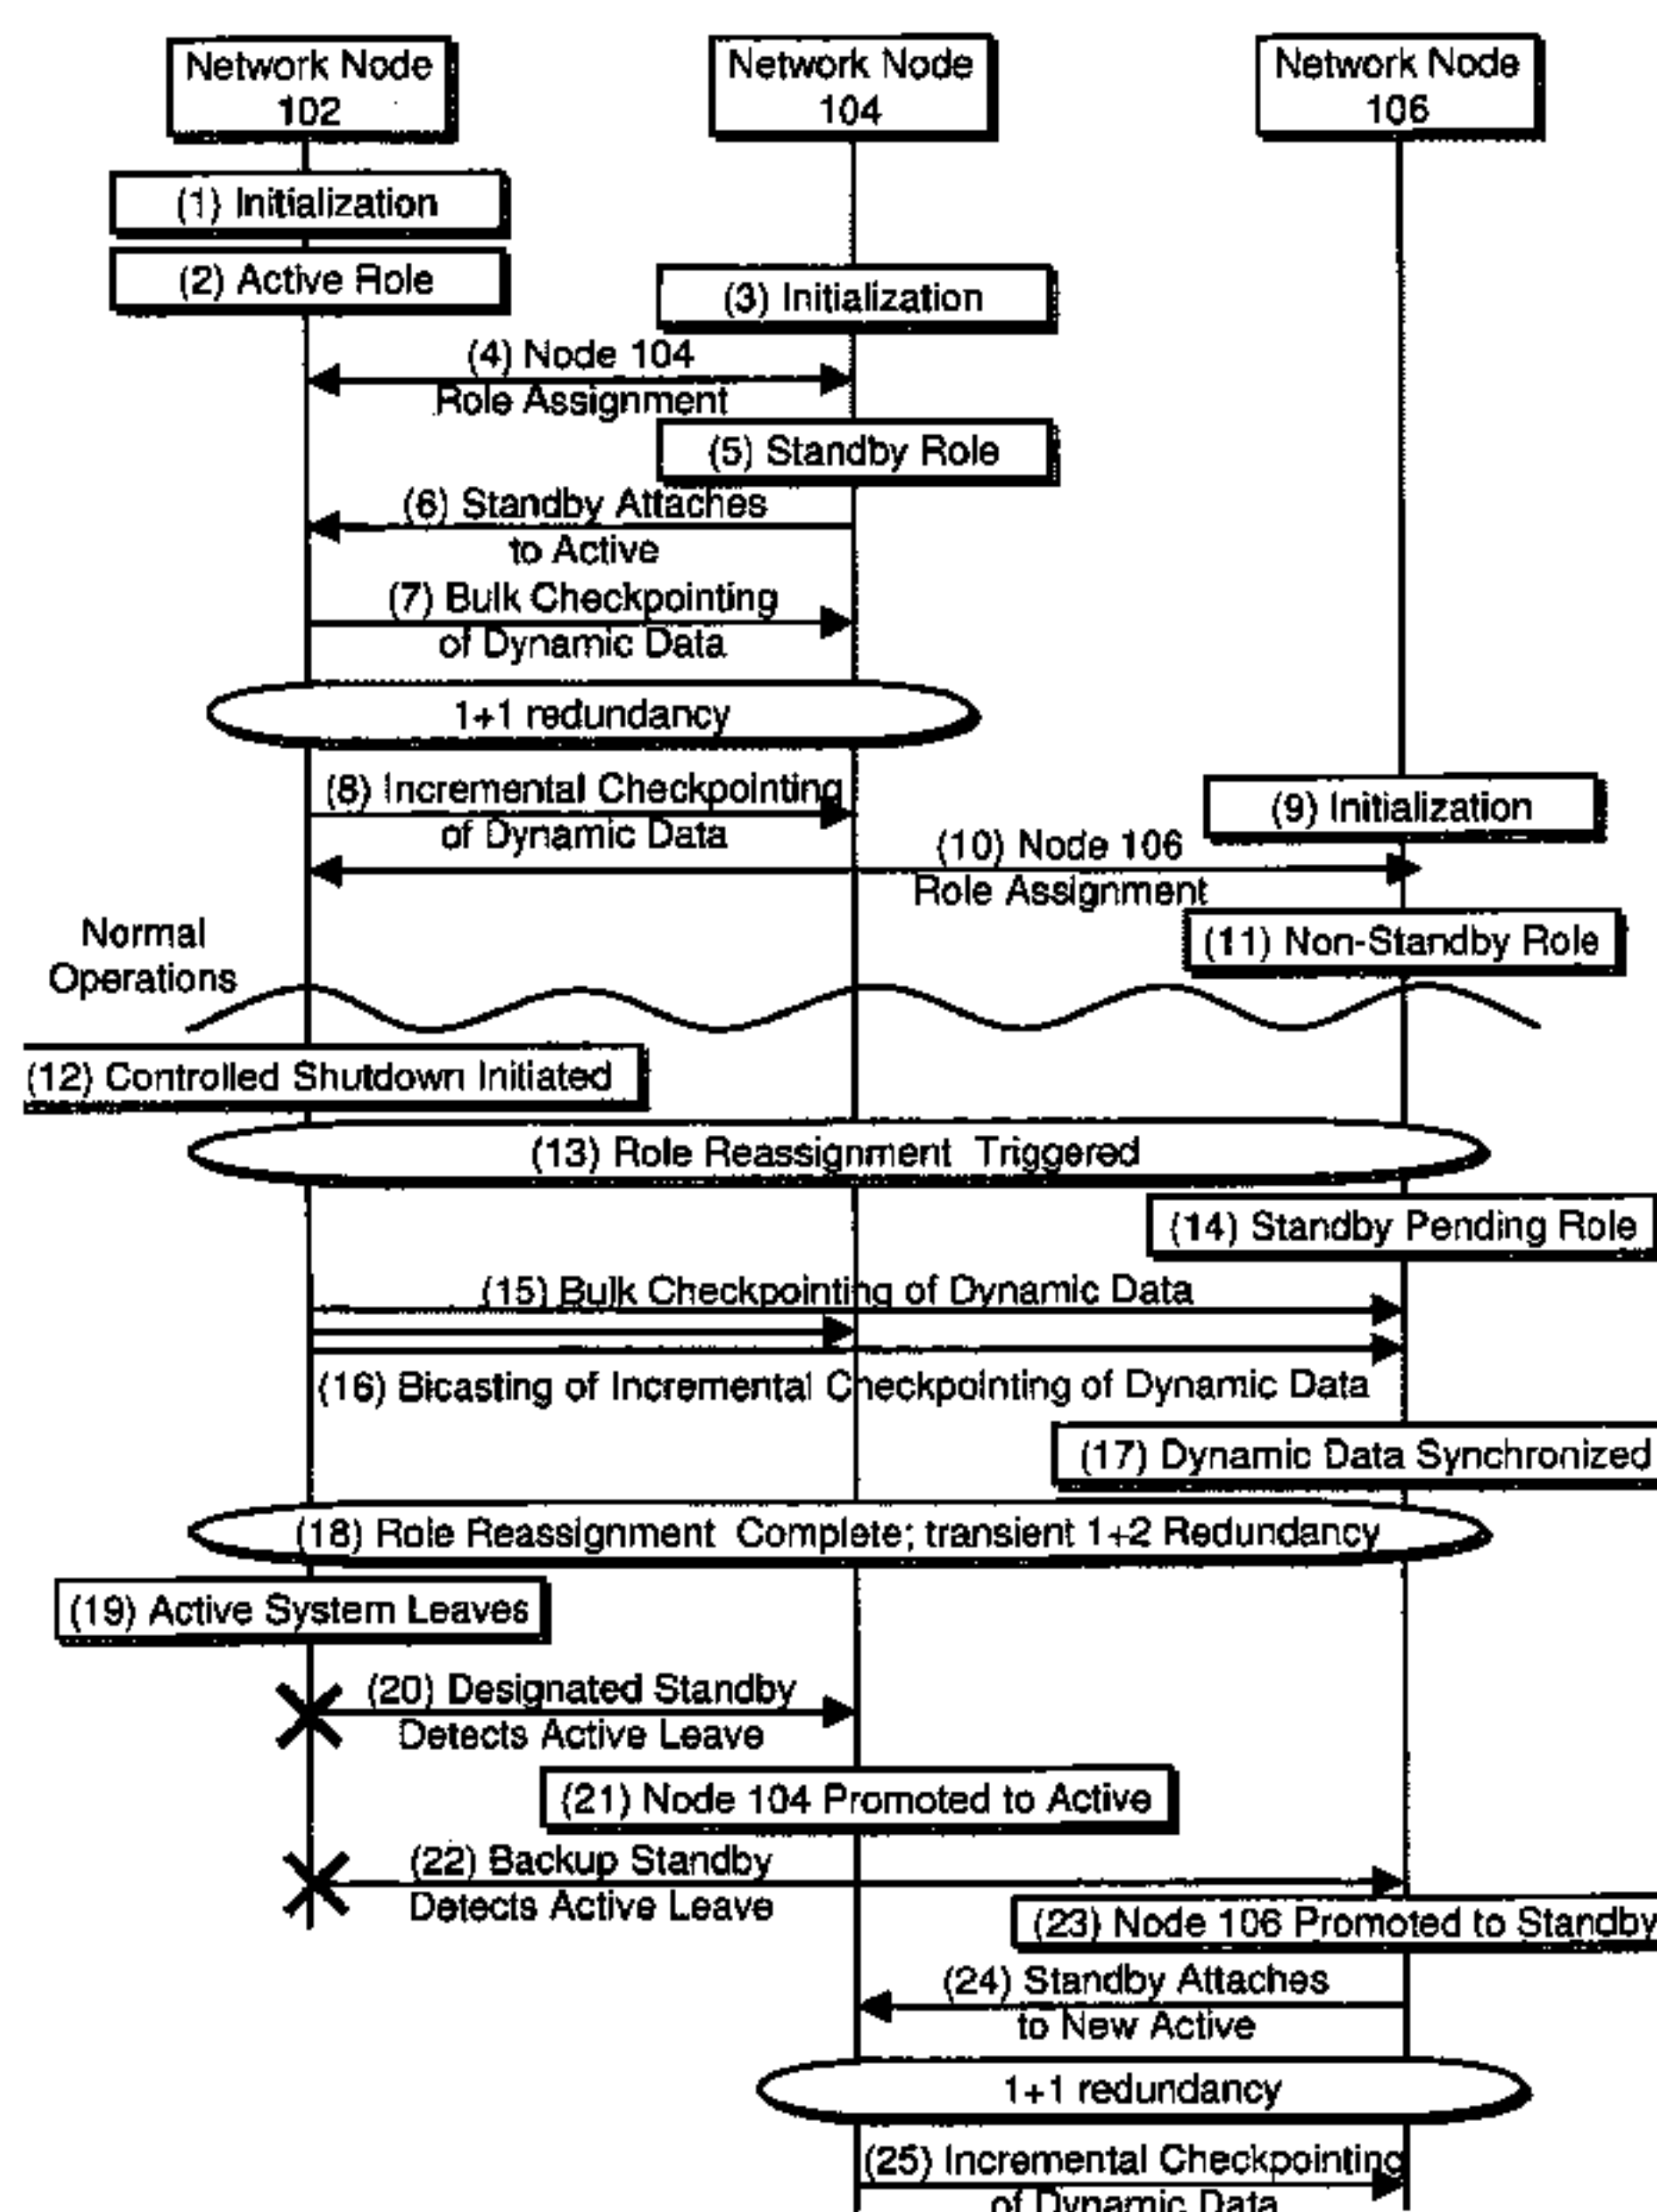 Network Node
102
Network Node
104
Network Node
106
(1) Initialization
(2) Active Role
(3) Initialization
(4) Node 104
Role Assignment
(5) Standby Role
(6) Standby Attaches
to Active
(7) Bulk Checkpointing
of Dynamic Data
1+1 redundancy
(8) Incremental Checkpointing
of Dynamic Data
(9) Initialization
(10) Node 106
Role Assignment
(11) Non-Standby Role
Normal
Operations
(12) Controlled Shutdown Initiated
(13) Role Reassignment Triggered
(14) Standby Pending Role
(15) Bulk Checkpointing of Dynamic Data
(16) Bicasting of Incremental Checkpointing of Dynamic Data
(17) Dynamic Data Synchronized
(18) Role Reassignment Complete; transient 1+2 Redundancy
(19) Active System Leaves
(20) Designated Standby
Detects Active Leave
(21) Node 104 Promoted to Active
(22) Backup Standby
Detects Active Leave
(23) Node 106 Promoted to Standby
(24) Standby Attaches
to New Active
1+1 redundancy
(25) Incremental Checkpointing
of Dynamic Data